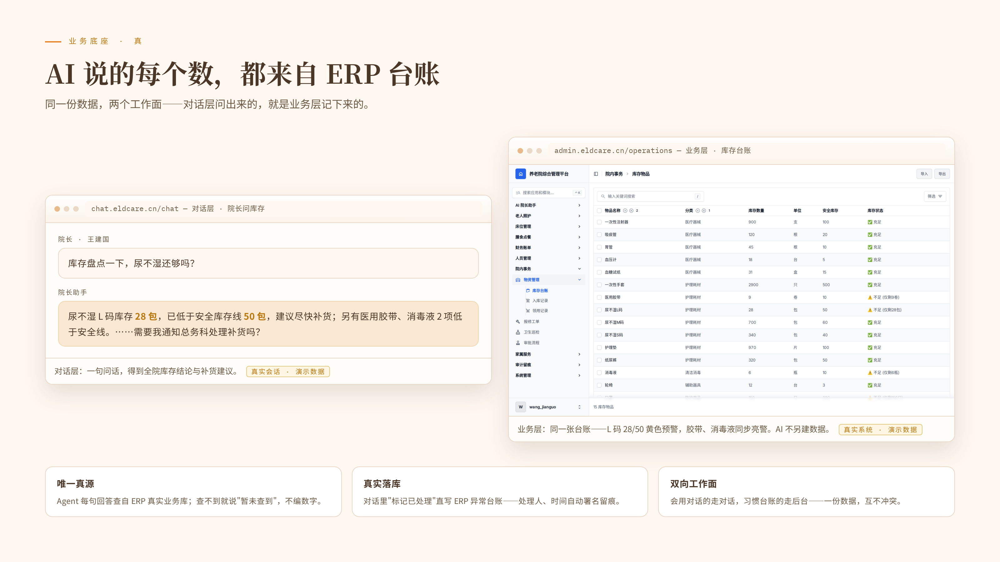 业务底座 · 真
AI 说的每个数，都来自 ERP 台账
同一份数据，两个工作面——对话层问出来的，就是业务层记下来的。
chat.eldcare.cn/chat — 对话层 · 院长问库存
院长 · 王建国
库存盘点一下，尿不湿还够吗？
院长助手
尿不湿 L 码库存 28 包，已低于安全库存线 50 包，建议尽快补货；另有医用胶带、消毒液 2 项低
于安全线。……需要我通知总务科处理补货吗？
对话层：一句问话，得到全院库存结论与补货建议。 真实会话 · 演示数据
admin.eldcare.cn/operations — 业务层 · 库存台账
养老院综合管理平台
搜索应用和模块... ^K
AI 院长助手
老人照护
床位管理
膳食点餐
财务账单
人员管理
院内事务
物资管理
库存台账
入库记录
领用记录
报修工单
卫生巡检
审批流程
家属服务
审计留痕
系统管理
W wang_jianguo
院内事务 > 库存物品 导入 导出
输入关键词搜索 / 筛选
物品名称 2 分类 1 库存数量 单位 安全库存 库存状态
一次性注射器 医疗器械 900 支 100 ✅ 充足
吸痰管 医疗器械 120 根 20 ✅ 充足
胃管 医疗器械 45 根 10 ✅ 充足
血压计 医疗器械 18 台 5 ✅ 充足
血糖试纸 医疗器械 31 盒 15 ✅ 充足
一次性手套 护理耗材 2900 只 500 ✅ 充足
医用胶带 护理耗材 9 卷 10 ⚠️ 不足 (仅剩9卷)
尿不湿L码 护理耗材 28 包 50 ⚠️ 不足 (仅剩28包)
尿不湿M码 护理耗材 700 包 60 ✅ 充足
尿不湿S码 护理耗材 340 包 40 ✅ 充足
护理垫 护理耗材 970 片 100 ✅ 充足
纸尿裤 护理耗材 320 包 50 ✅ 充足
消毒液 清洁消毒 6 瓶 10 ⚠️ 不足 (仅剩6瓶)
轮椅 辅助器具 12 台 3 ✅ 充足
15 库存物品
业务层：同一张台账——L 码 28/50 黄色预警，胶带、消毒液同步亮警。AI 不另建数据。 真实系统 · 演示数据
唯一真源
Agent 每句回答查自 ERP 真实业务库；查不到就说"暂未查到"，不编数字。
真实落库
对话里"标记已处理"直写 ERP 异常台账——处理人、时间自动署名留痕。
双向工作面
会用对话的走对话，习惯台账的走后台——一份数据，互不冲突。